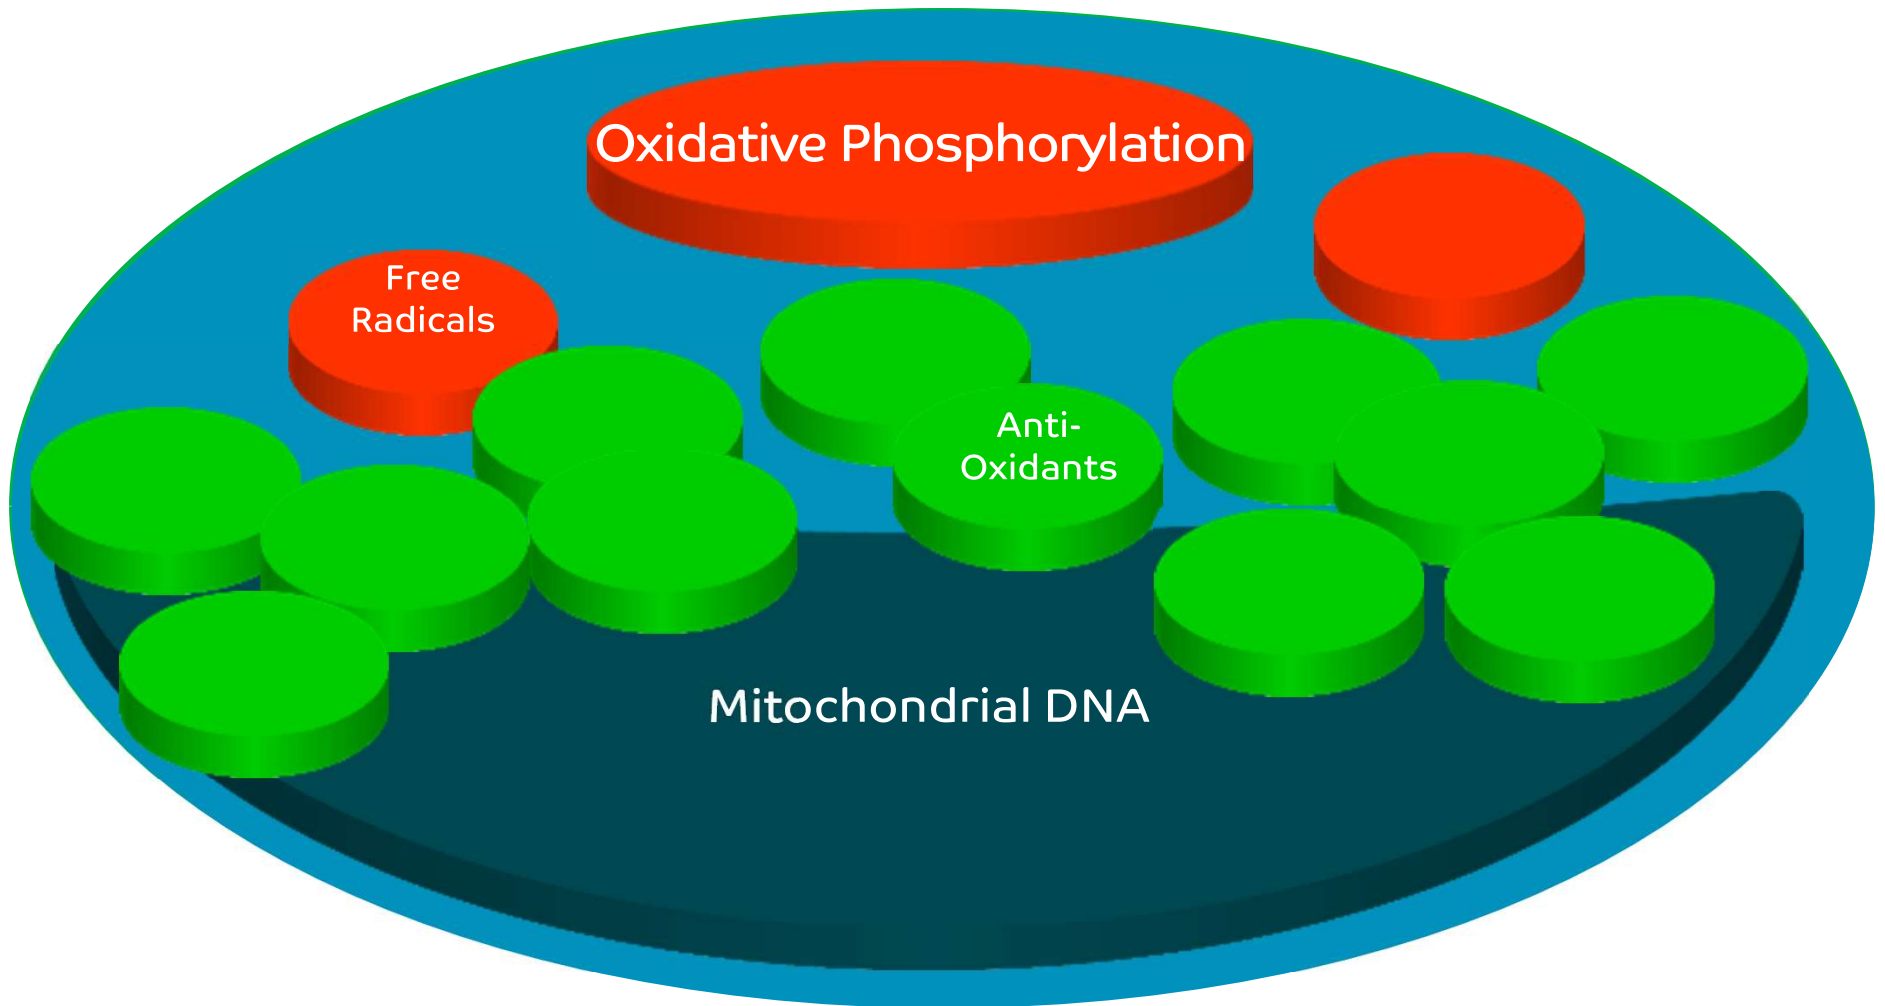 Oxidative Phosphorylation
Free
Radicals
Anti-
Oxidants
Mitochondrial DNA